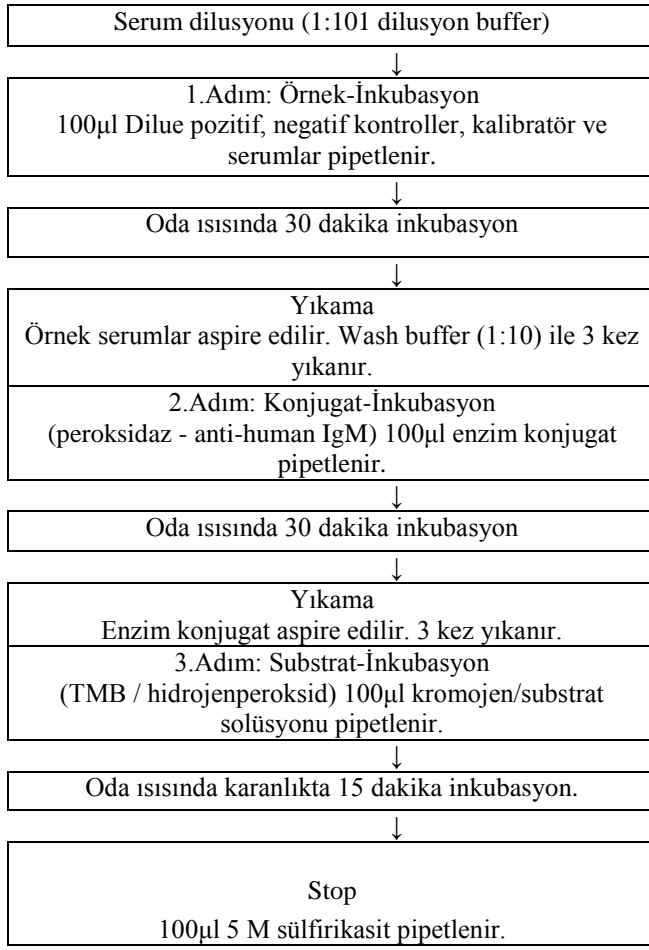 Serum dilusyonu (1:101 dilusyon buffer)
↓
1.Adım: Örnek-İnkubasyon
100µl Dilue pozitif, negatif kontroller, kalibratör ve
serumlar pipetlenir.
↓
Oda ısısında 30 dakika inkubasyon
↓
Yıkama
Örnek serumlar aspire edilir. Wash buffer (1:10) ile 3 kez
yıkanır.
2.Adım: Konjugat-İnkubasyon
(peroksidaz - anti-human IgM) 100µl enzim konjugat
pipetlenir.
↓
Oda ısısında 30 dakika inkubasyon
↓
Yıkama
Enzim konjugat aspire edilir. 3 kez yıkanır.
3.Adım: Substrat-İnkubasyon
(TMB / hidrojenperoksid) 100µl kromojen/substrat
solüsyonu pipetlenir.
↓
Oda ısısında karanlıkta 15 dakika inkubasyon.
↓
Stop
100µl 5 M sülfirikasit pipetlenir.